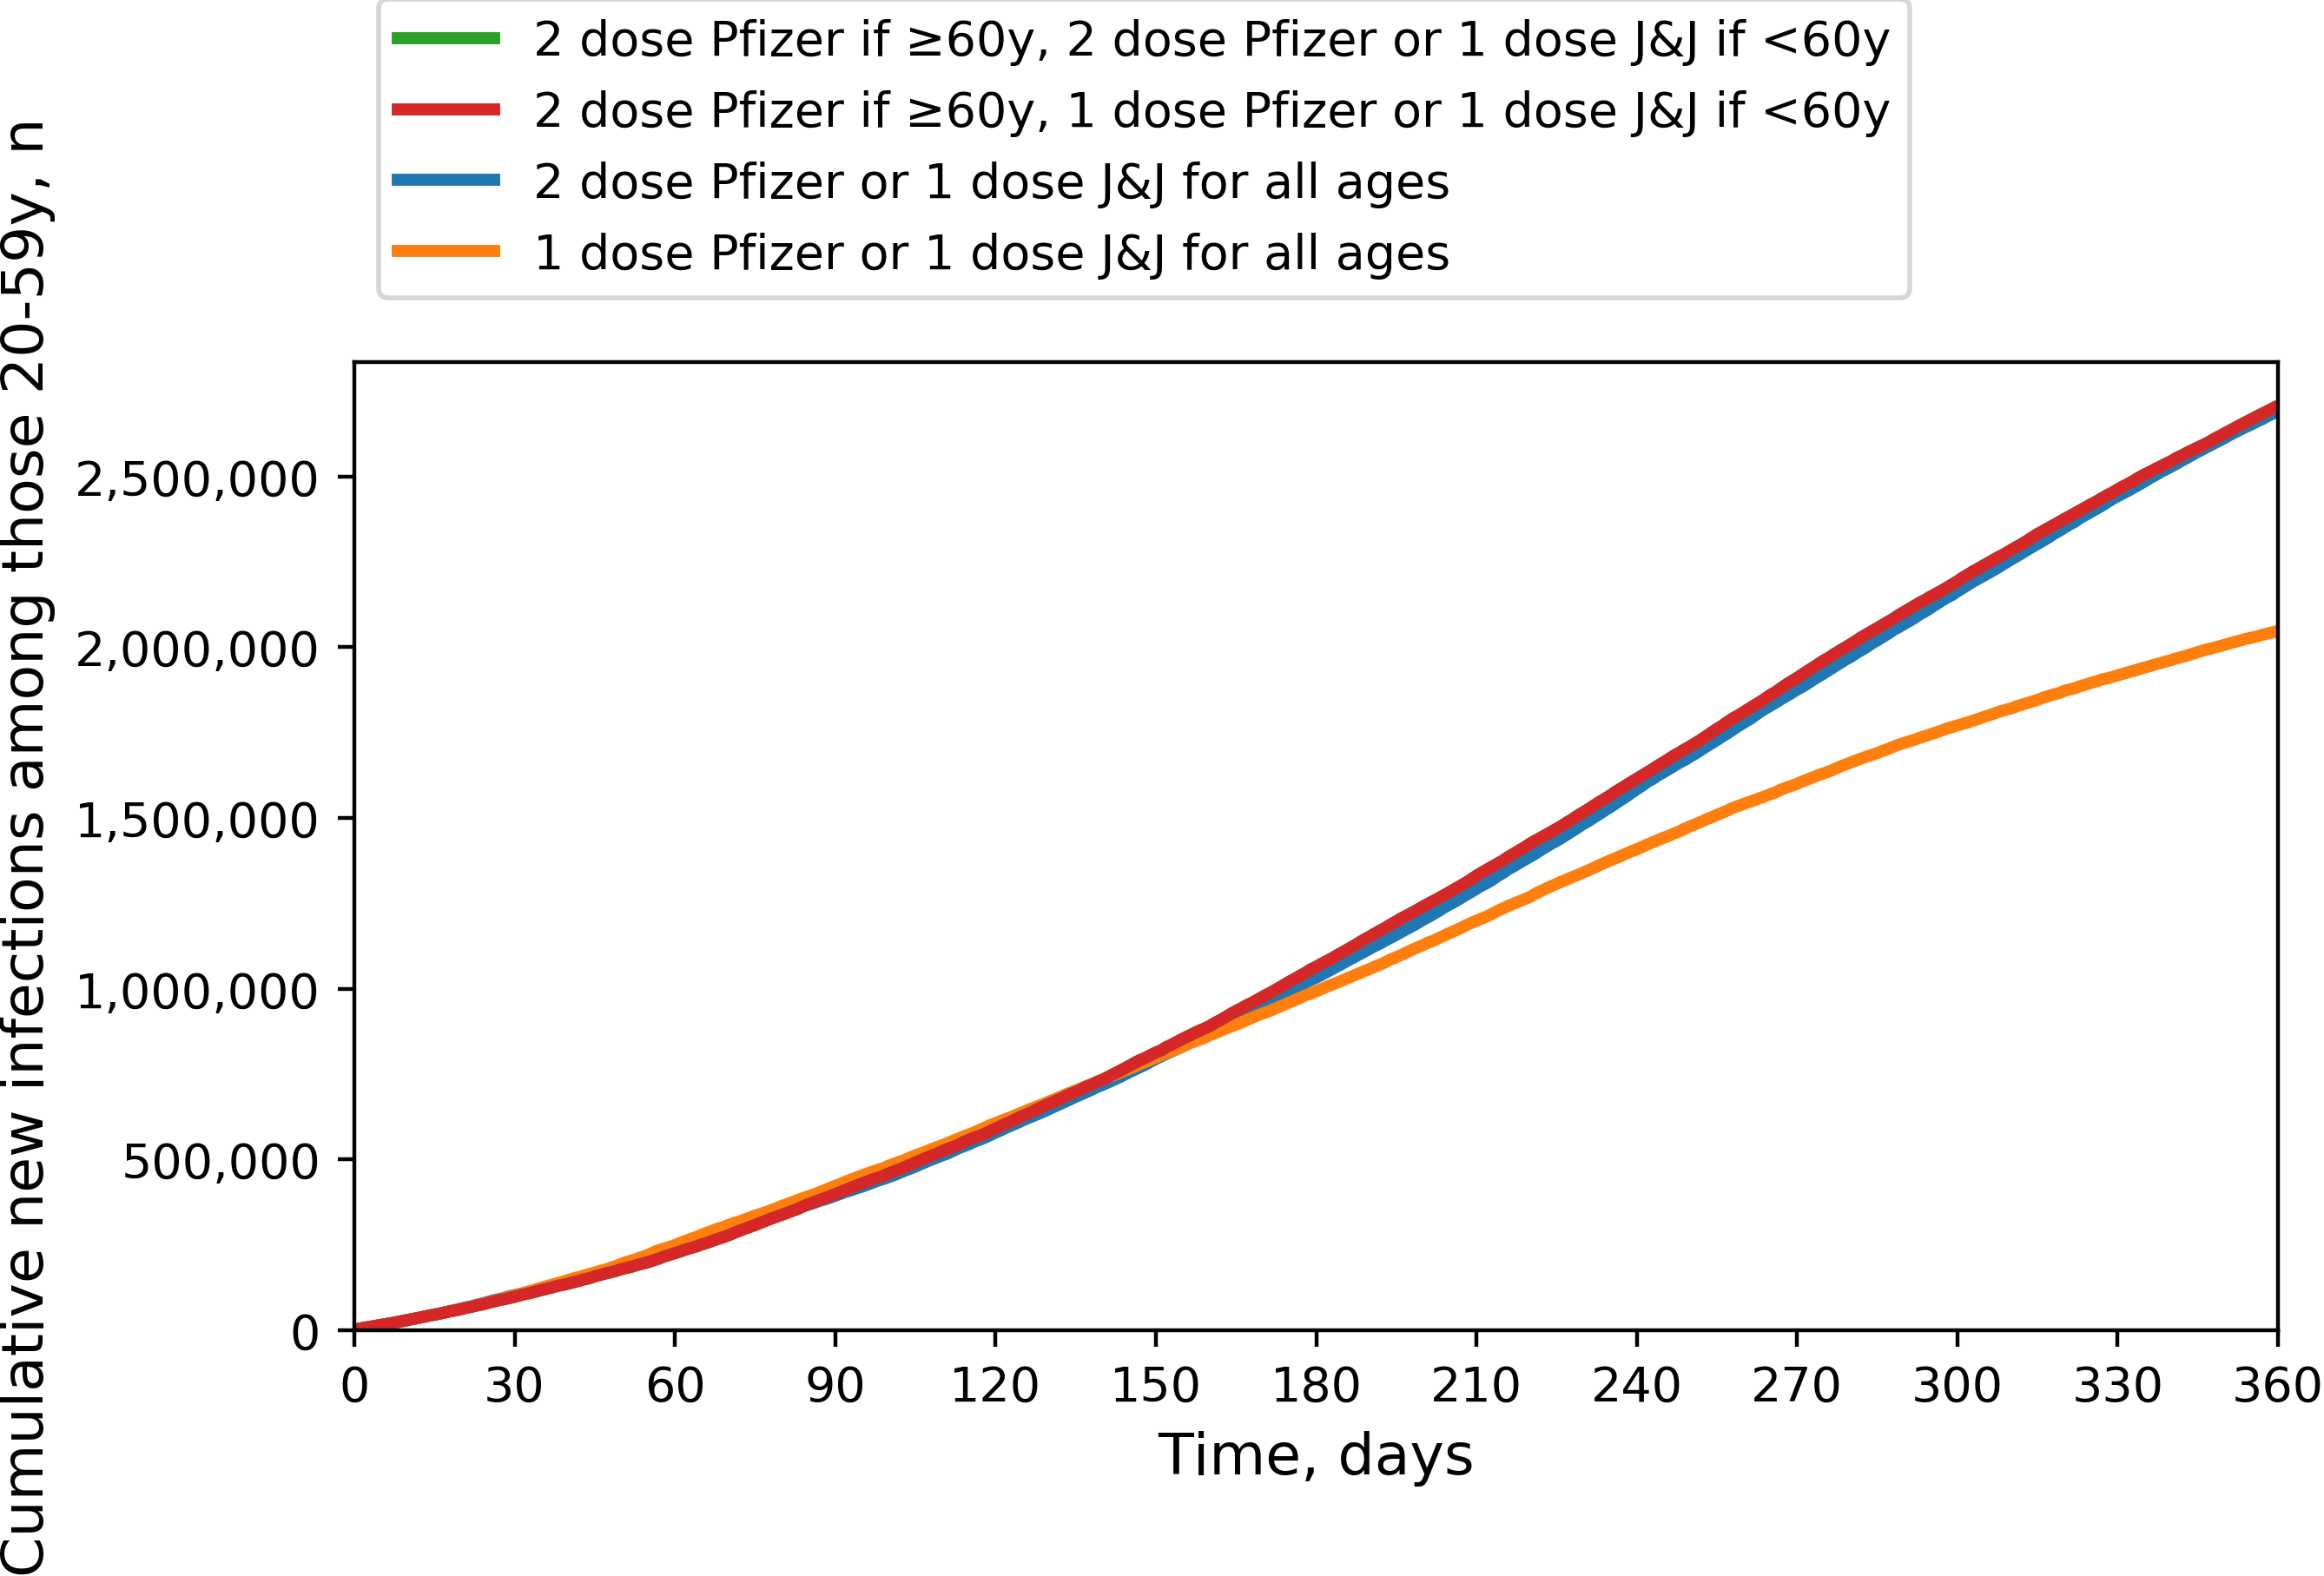 2 dose Pfizer if ≥60y, 2 dose Pfizer or 1 dose J&J if <60y
2 dose Pfizer if ≥60y, 1 dose Pfizer or 1 dose J&J if <60y
2 dose Pfizer or 1 dose J&J for all ages
1 dose Pfizer or 1 dose J&J for all ages
Cumulative new infections among those 20-59y, n
2,500,000
2,000,000
1,500,000
1,000,000
500,000
0
0 30 60 90 120 150 180 210 240 270 300 330 360
Time, days